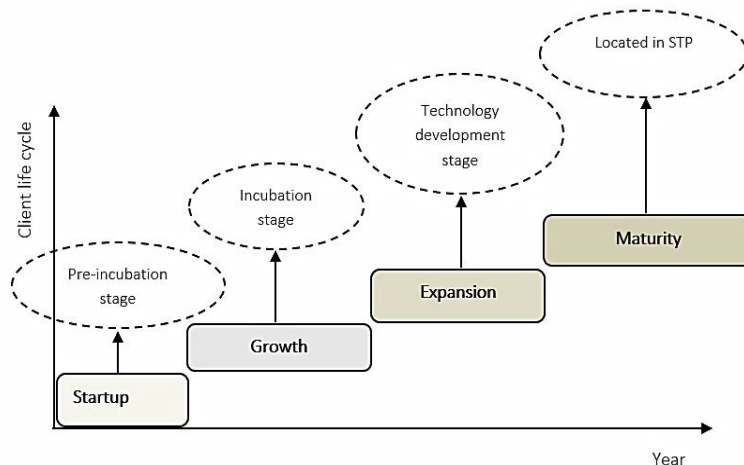 Located in STP
Technology
development
stage
Client life cycle
Incubation
stage
Maturity
Pre-incubation
stage
Expansion
Growth
Startup
Year